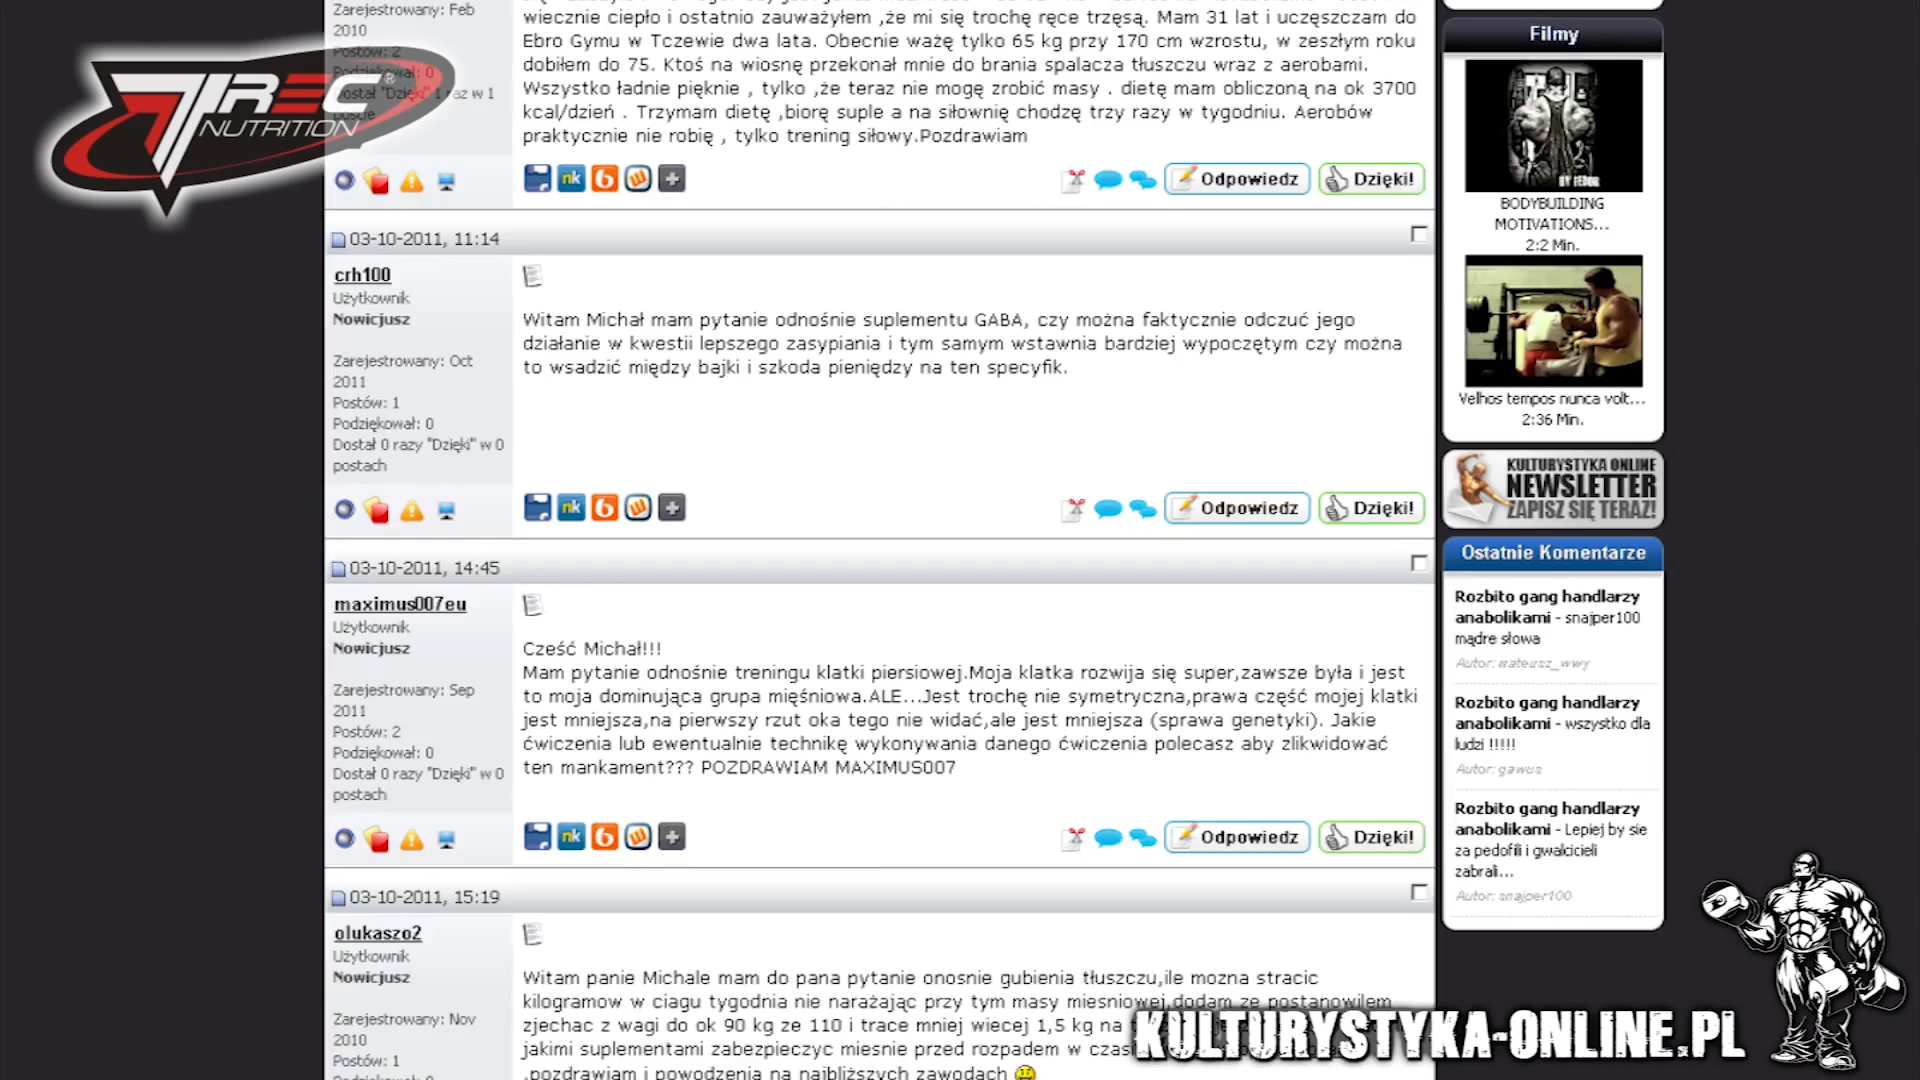 Zarejestrowany: Feb
2010
Postów: 2
Podziękował: 0
Dostał "Dzięki" 1 raz w 1
poście
TREC®
NUTRITION
wiecznie ciepło i ostatnio zauważyłem ,że mi się trochę ręce trzęsą. Mam 31 lat i uczęszczam do
Ebro Gymu w Tczewie dwa lata. Obecnie ważę tylko 65 kg przy 170 cm wzrostu, w zeszłym roku
dobiłem do 75. Ktoś na wiosnę przekonał mnie do brania spalacza tłuszczu wraz z aerobami.
Wszystko ładnie pięknie , tylko ,że teraz nie mogę zrobić masy . dietę mam obliczoną na ok 3700
kcal/dzień . Trzymam dietę ,biorę suple a na siłownię chodzę trzy razy w tygodniu. Aerobów
praktycznie nie robię , tylko trening siłowy.Pozdrawiam
nk
Odpowiedz
Dzięki!
03-10-2011, 11:14
crh100
Użytkownik
Nowicjusz
Zarejestrowany: Oct
2011
Postów: 1
Podziękował: 0
Dostał 0 razy "Dzięki" w 0
postach
Witam Michał mam pytanie odnośnie suplementu GABA, czy można faktycznie odczuć jego
działanie w kwestii lepszego zasypiania i tym samym wstawnia bardziej wypoczętym czy można
to wsadzić między bajki i szkoda pieniędzy na ten specyfik.
nk
Odpowiedz
Dzięki!
03-10-2011, 14:45
maximus007eu
Użytkownik
Nowicjusz
Zarejestrowany: Sep
2011
Postów: 2
Podziękował: 0
Dostał 0 razy "Dzięki" w 0
postach
Cześć Michał!!!
Mam pytanie odnośnie treningu klatki piersiowej.Moja klatka rozwija się super,zawsze była i jest
to moja dominująca grupa mięśniowa.ALE...Jest trochę nie symetryczna,prawa część mojej klatki
jest mniejsza,na pierwszy rzut oka tego nie widać,ale jest mniejsza (sprawa genetyki). Jakie
ćwiczenia lub ewentualnie technikę wykonywania danego ćwiczenia polecasz aby zlikwidować
ten mankament??? POZDRAWIAM MAXIMUS007
nk
Odpowiedz
Dzięki!
03-10-2011, 15:19
olukaszo2
Użytkownik
Nowicjusz
Zarejestrowany: Nov
2010
Postów: 1
Witam panie Michale mam do pana pytanie onosnie gubienia tłuszczu,ile mozna stracic
kilogramow w ciagu tygodnia nie narażając przy tym masy miesniowej,dodam ze postanowilem
zjechac z wagi do ok 90 kg ze 110 i trace mniej wiecej 1,5 kg na
jakimi suplementami zabezpieczyc miesnie przed rozpadem w
,pozdrawiam i powodzenia na najbliższych zawodach
Filmy
BY FEDOR
BODYBUILDING
MOTIVATIONS...
2:2 Min.
Velhos tempos nunca volt...
2:36 Min.
KULTURYSTYKA ONLINE
NEWSLETTER
ZAPISZ SIĘ TERAZ!
Ostatnie Komentarze
Rozbito gang handlarzy
anabolikami - snajper100
mądre słowa
Autor: mateusz_wwy
Rozbito gang handlarzy
anabolikami - wszystko dla
ludzi !!!!!
Autor: gawus
Rozbito gang handlarzy
anabolikami - Lepiej by sie
za pedofili i gwalcicieli
zabrali...
Autor: snajper100
KULTURYSTYKA-ONLINE.PL